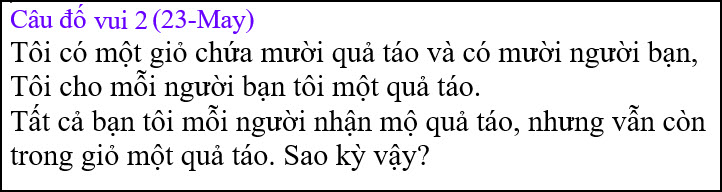 Câu đố vui 2 (23-May)
Tôi có một giỏ chứa mười quả táo và có mười người bạn,
Tôi cho mỗi người bạn tôi một quả táo.
Tất cả bạn tôi mỗi người nhận mộ quả táo, nhưng vẫn còn
trong giỏ một quả táo. Sao kỳ vậy?